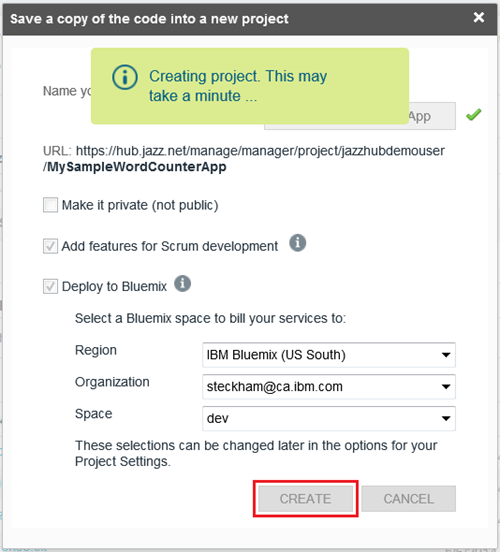 Save a copy of the code into a new project
Creating project. This may
take a minute ...
Name yo
App
URL: https://hub.jazz.net/manage/manager/project/jazzhubdemouser
/MySampleWordCounterApp
Make it private (not public)
Add features for Scrum development
Deploy to Bluemix
Select a Bluemix space to bill your services to:
Region IBM Bluemix (US South)
Organization steckham@ca.ibm.com
Space dev
These selections can be changed later in the options for your
Project Settings.
CREATE CANCEL